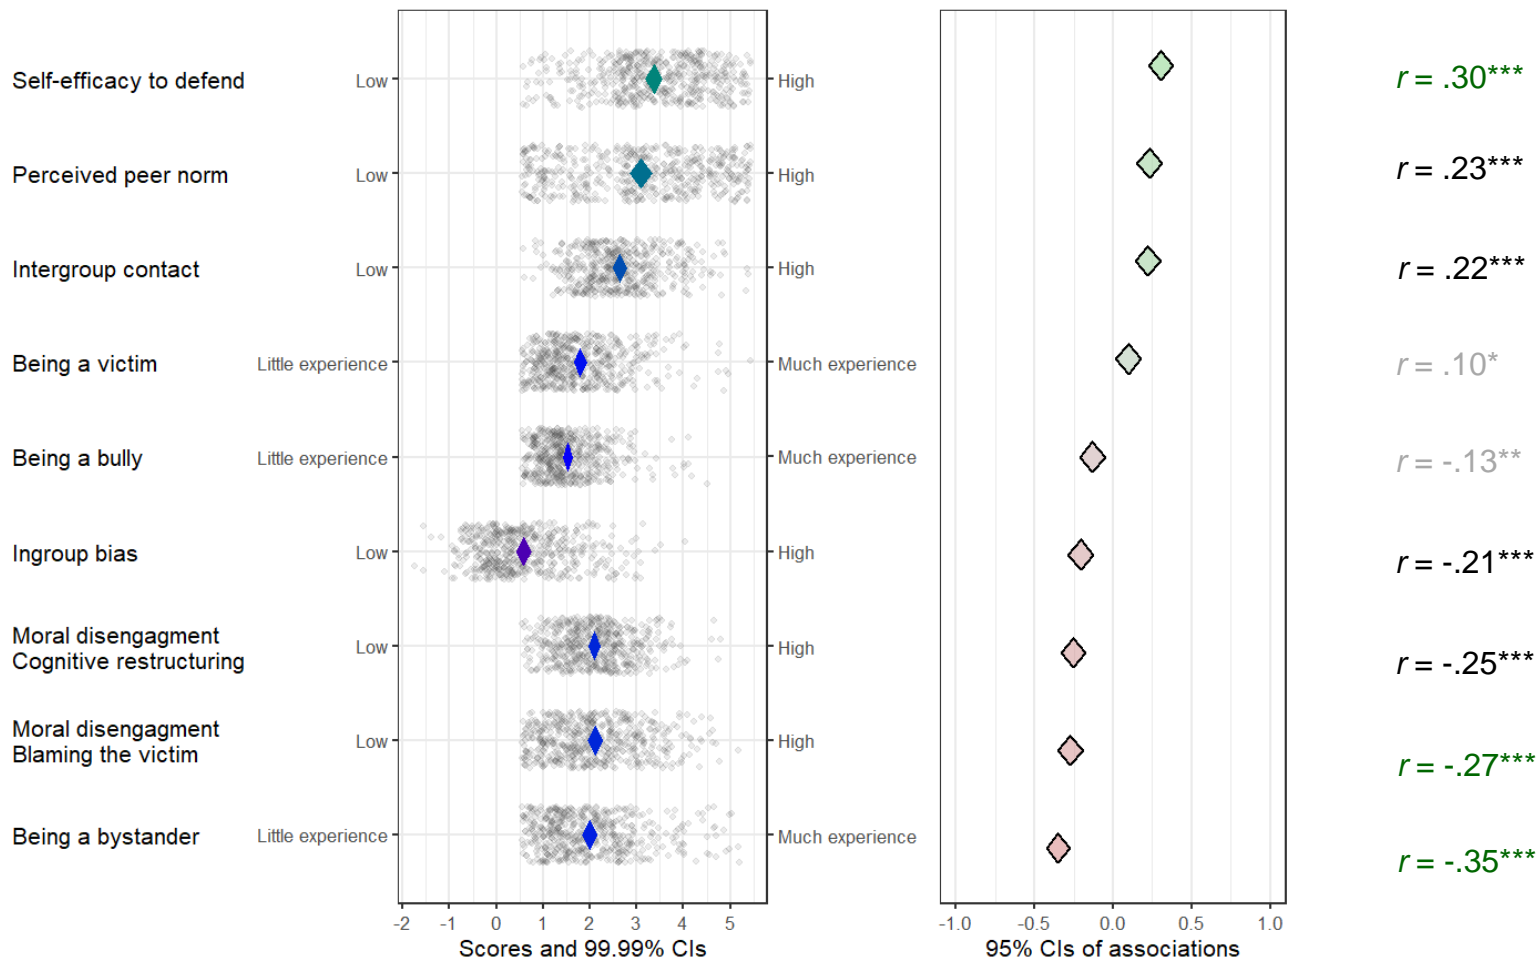 Self-efficacy to defend Low High r = .30***
Perceived peer norm Low High r = .23***
Intergroup contact Low High r = .22***
Being a victim Little experience Much experience r = .10*
Being a bully Little experience Much experience r = -.13**
Ingroup bias Low High r = -.21***
Moral disengagment
Cognitive restructuring Low High r = -.25***
Moral disengagment
Blaming the victim Low High r = -.27***
Being a bystander Little experience Much experience r = -.35***
-2 -1 0 1 2 3 4 5 -1.0 -0.5 0.0 0.5 1.0
Scores and 99.99% CIs 95% CIs of associations